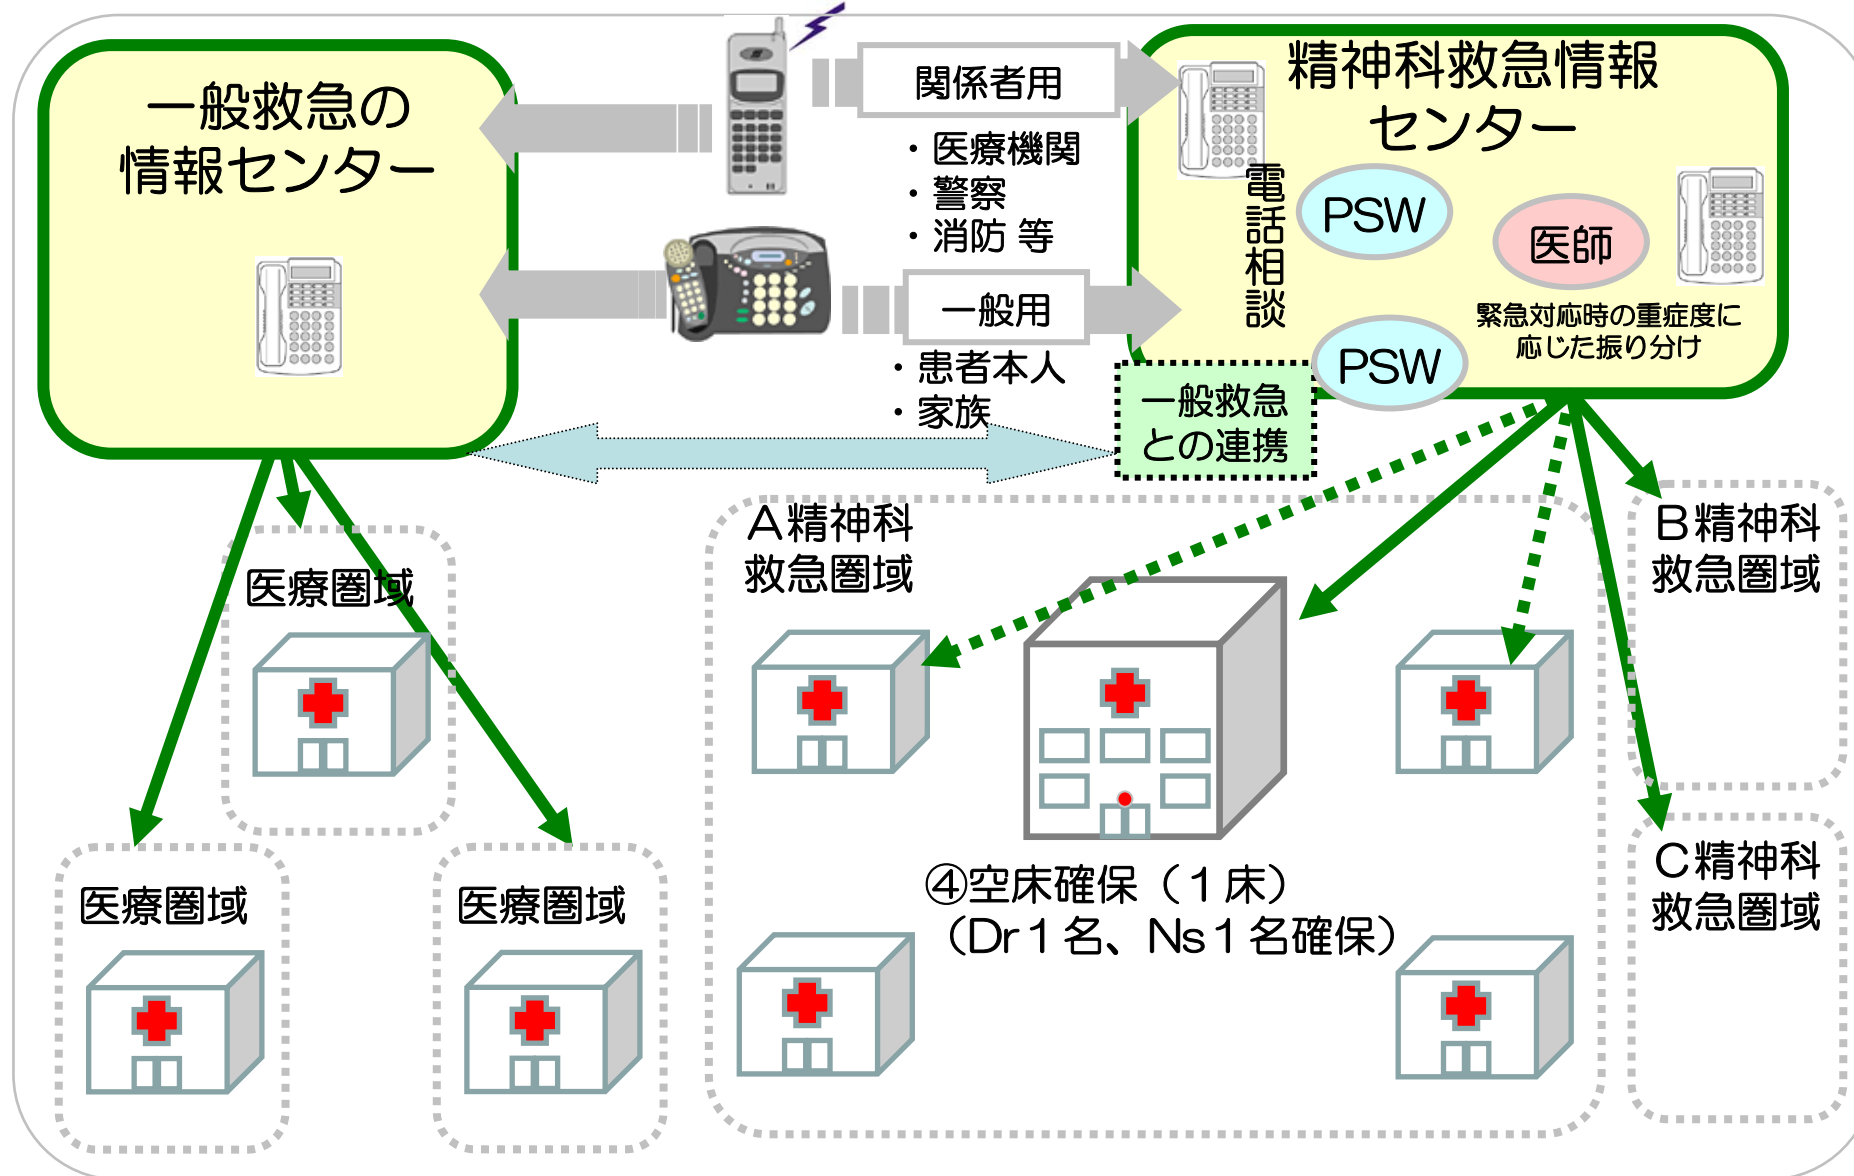 一般救急の
情報センター
関係者用
・医療機関
・警察
・消防 等
一般用
・患者本人
・家族
精神科救急情報
センター
電話相談
PSW
医師
PSW
緊急対応時の重症度に
応じた振り分け
一般救急
との連携
医療圏域
医療圏域
医療圏域
A精神科
救急圏域
B精神科
救急圏域
C精神科
救急圏域
④空床確保（1床）
（Dr1名、Ns1名確保）